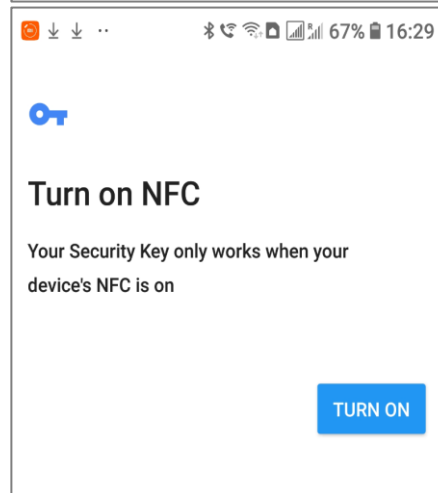 67% 16:29
Turn on NFC
Your Security Key only works when your
device's NFC is on
TURN ON